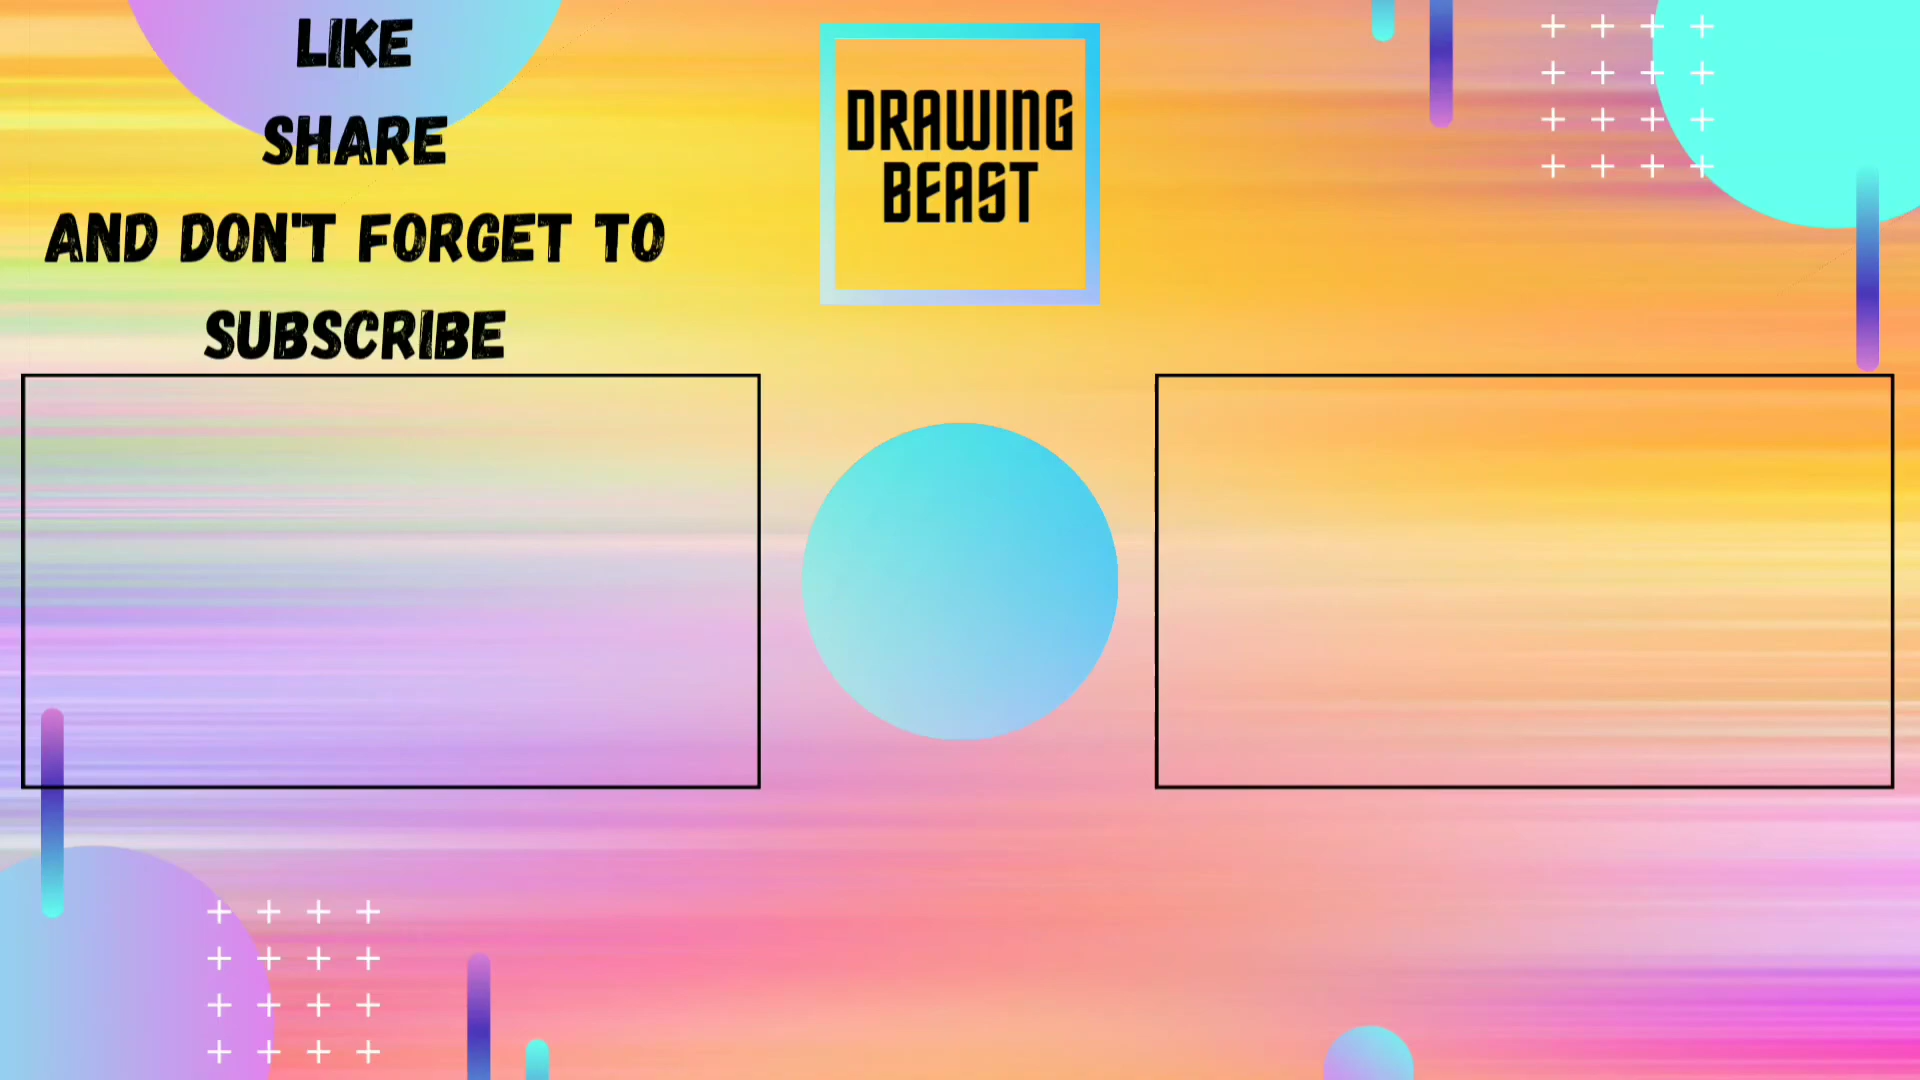 LIKE
SHARE
AND DON'T FORGET TO
SUBSCRIBE
DRAWING
BEAST